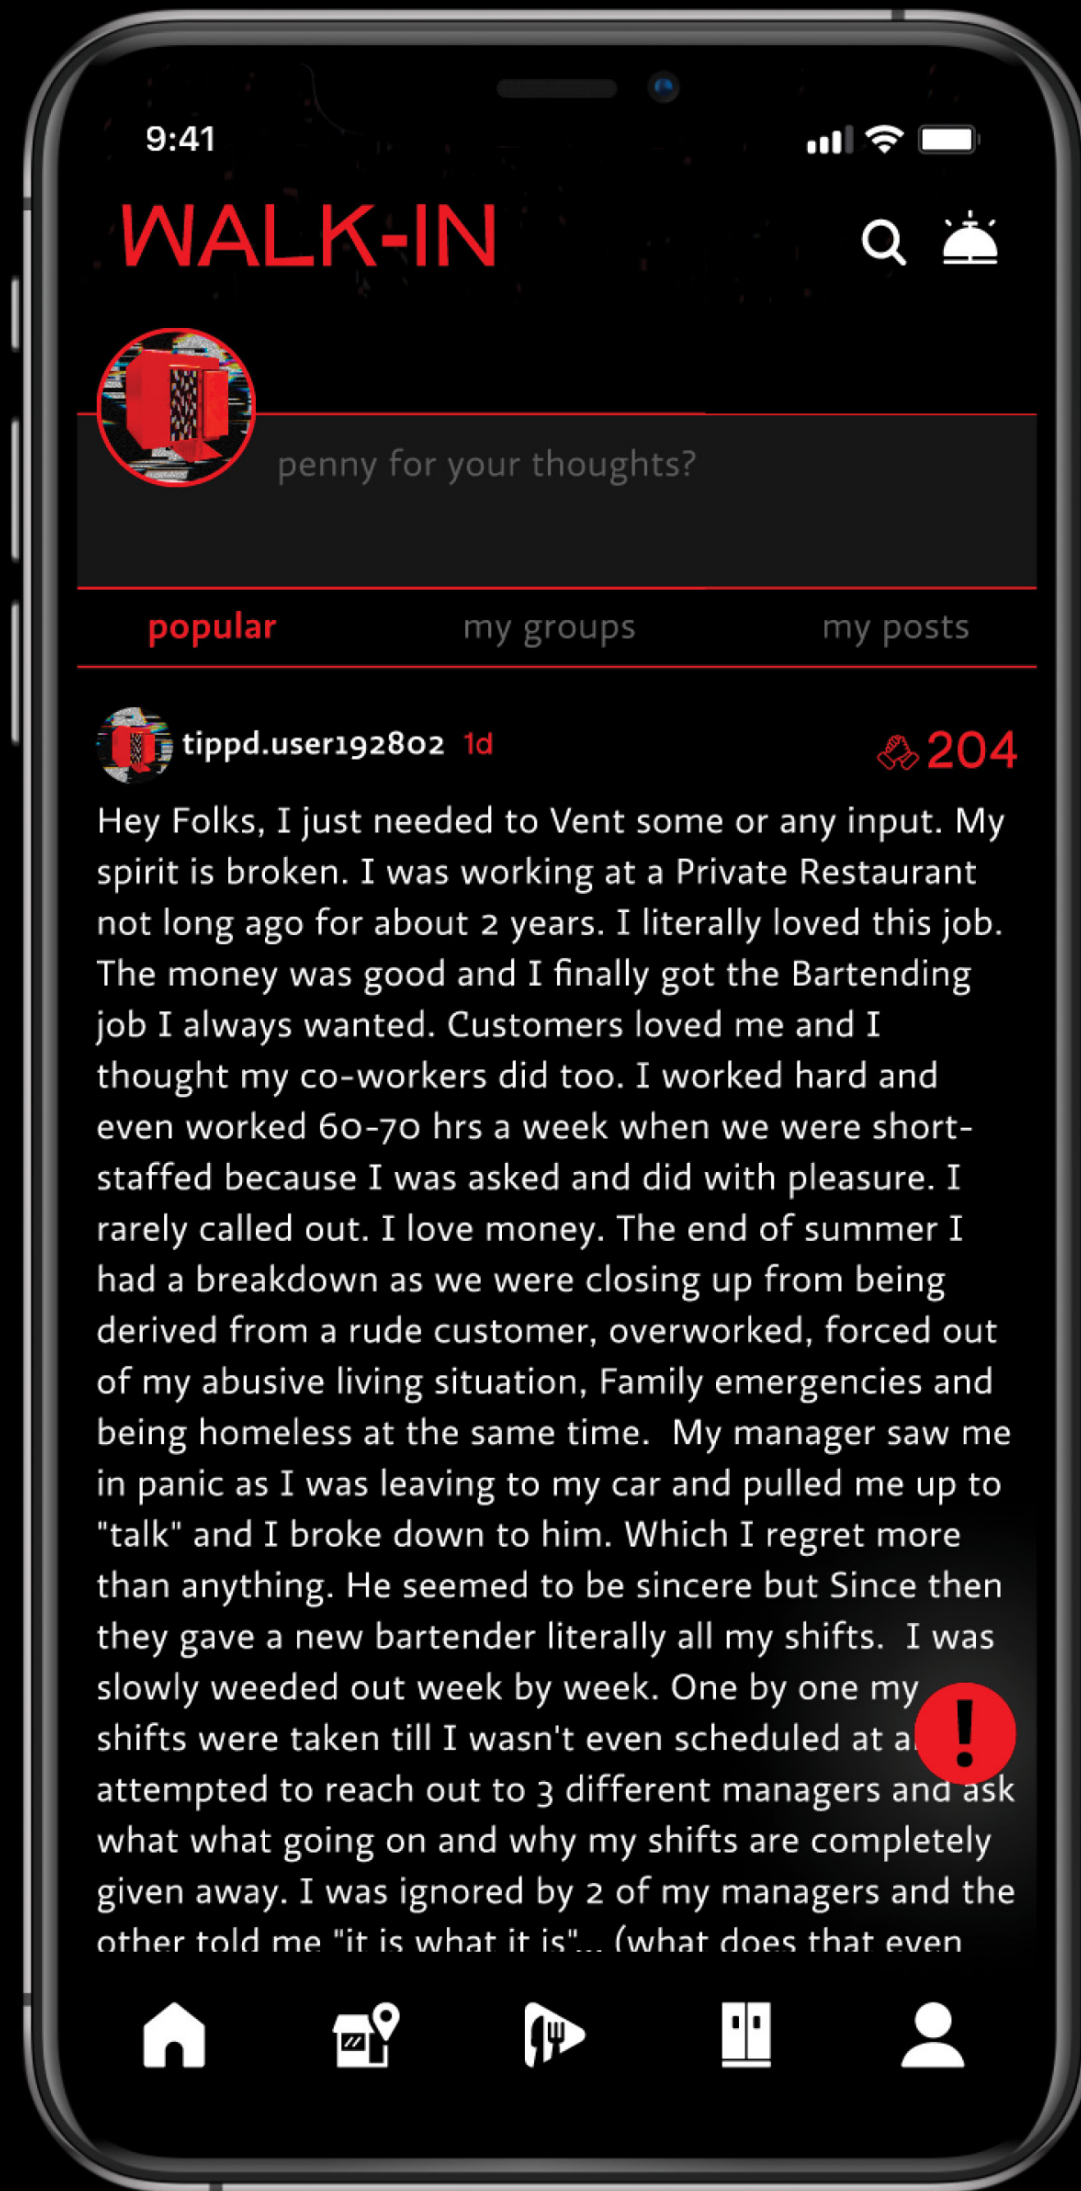 9:41
WALK-IN
penny for your thoughts?
popular my groups my posts
tippd.user192802 1d 204
Hey Folks, I just needed to Vent some or any input. My
spirit is broken. I was working at a Private Restaurant
not long ago for about 2 years. I literally loved this job.
The money was good and I finally got the Bartending
job I always wanted. Customers loved me and I
thought my co-workers did too. I worked hard and
even worked 60-70 hrs a week when we were short-
staffed because I was asked and did with pleasure. I
rarely called out. I love money. The end of summer I
had a breakdown as we were closing up from being
derived from a rude customer, overworked, forced out
of my abusive living situation, Family emergencies and
being homeless at the same time.  My manager saw me
in panic as I was leaving to my car and pulled me up to
"talk" and I broke down to him. Which I regret more
than anything. He seemed to be sincere but Since then
they gave a new bartender literally all my shifts.  I was
slowly weeded out week by week. One by one my
shifts were taken till I wasn't even scheduled at
!
attempted to reach out to 3 different managers and ask
what what going on and why my shifts are completely
given away. I was ignored by 2 of my managers and the
other told me "it is what it is"... (what does that even